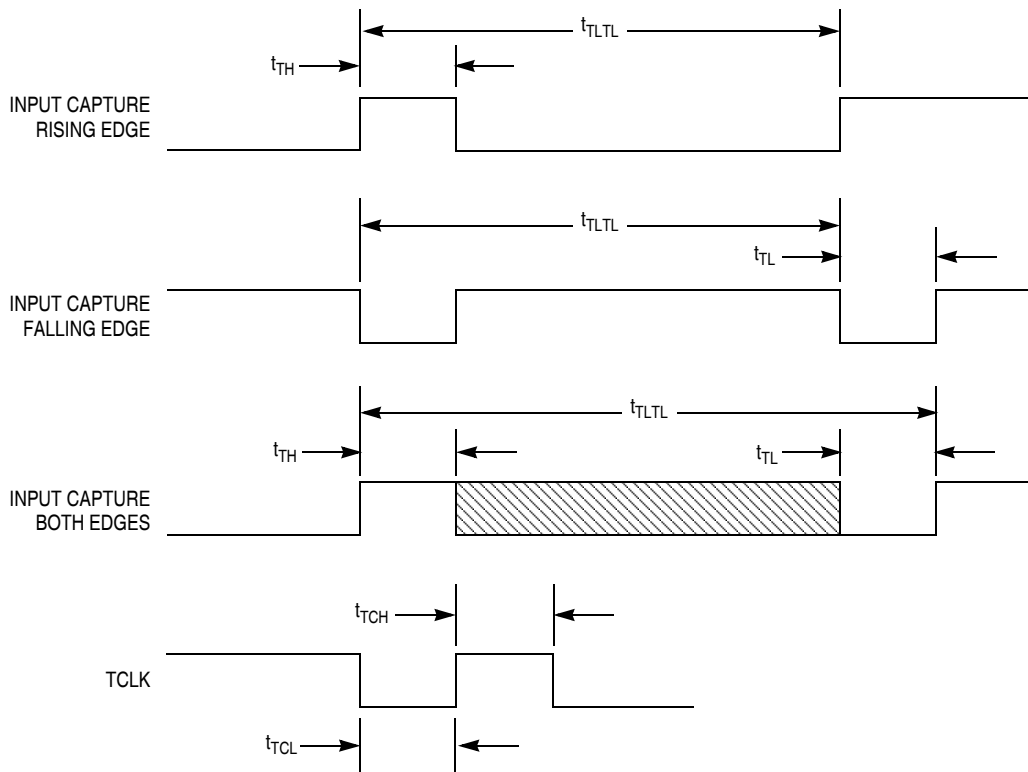 tTLTL
tTH
INPUT CAPTURE
RISING EDGE
tTLTL
tTL
INPUT CAPTURE
FALLING EDGE
tTLTL
tTH
tTL
INPUT CAPTURE
BOTH EDGES
tTCH
TCLK
tTCL